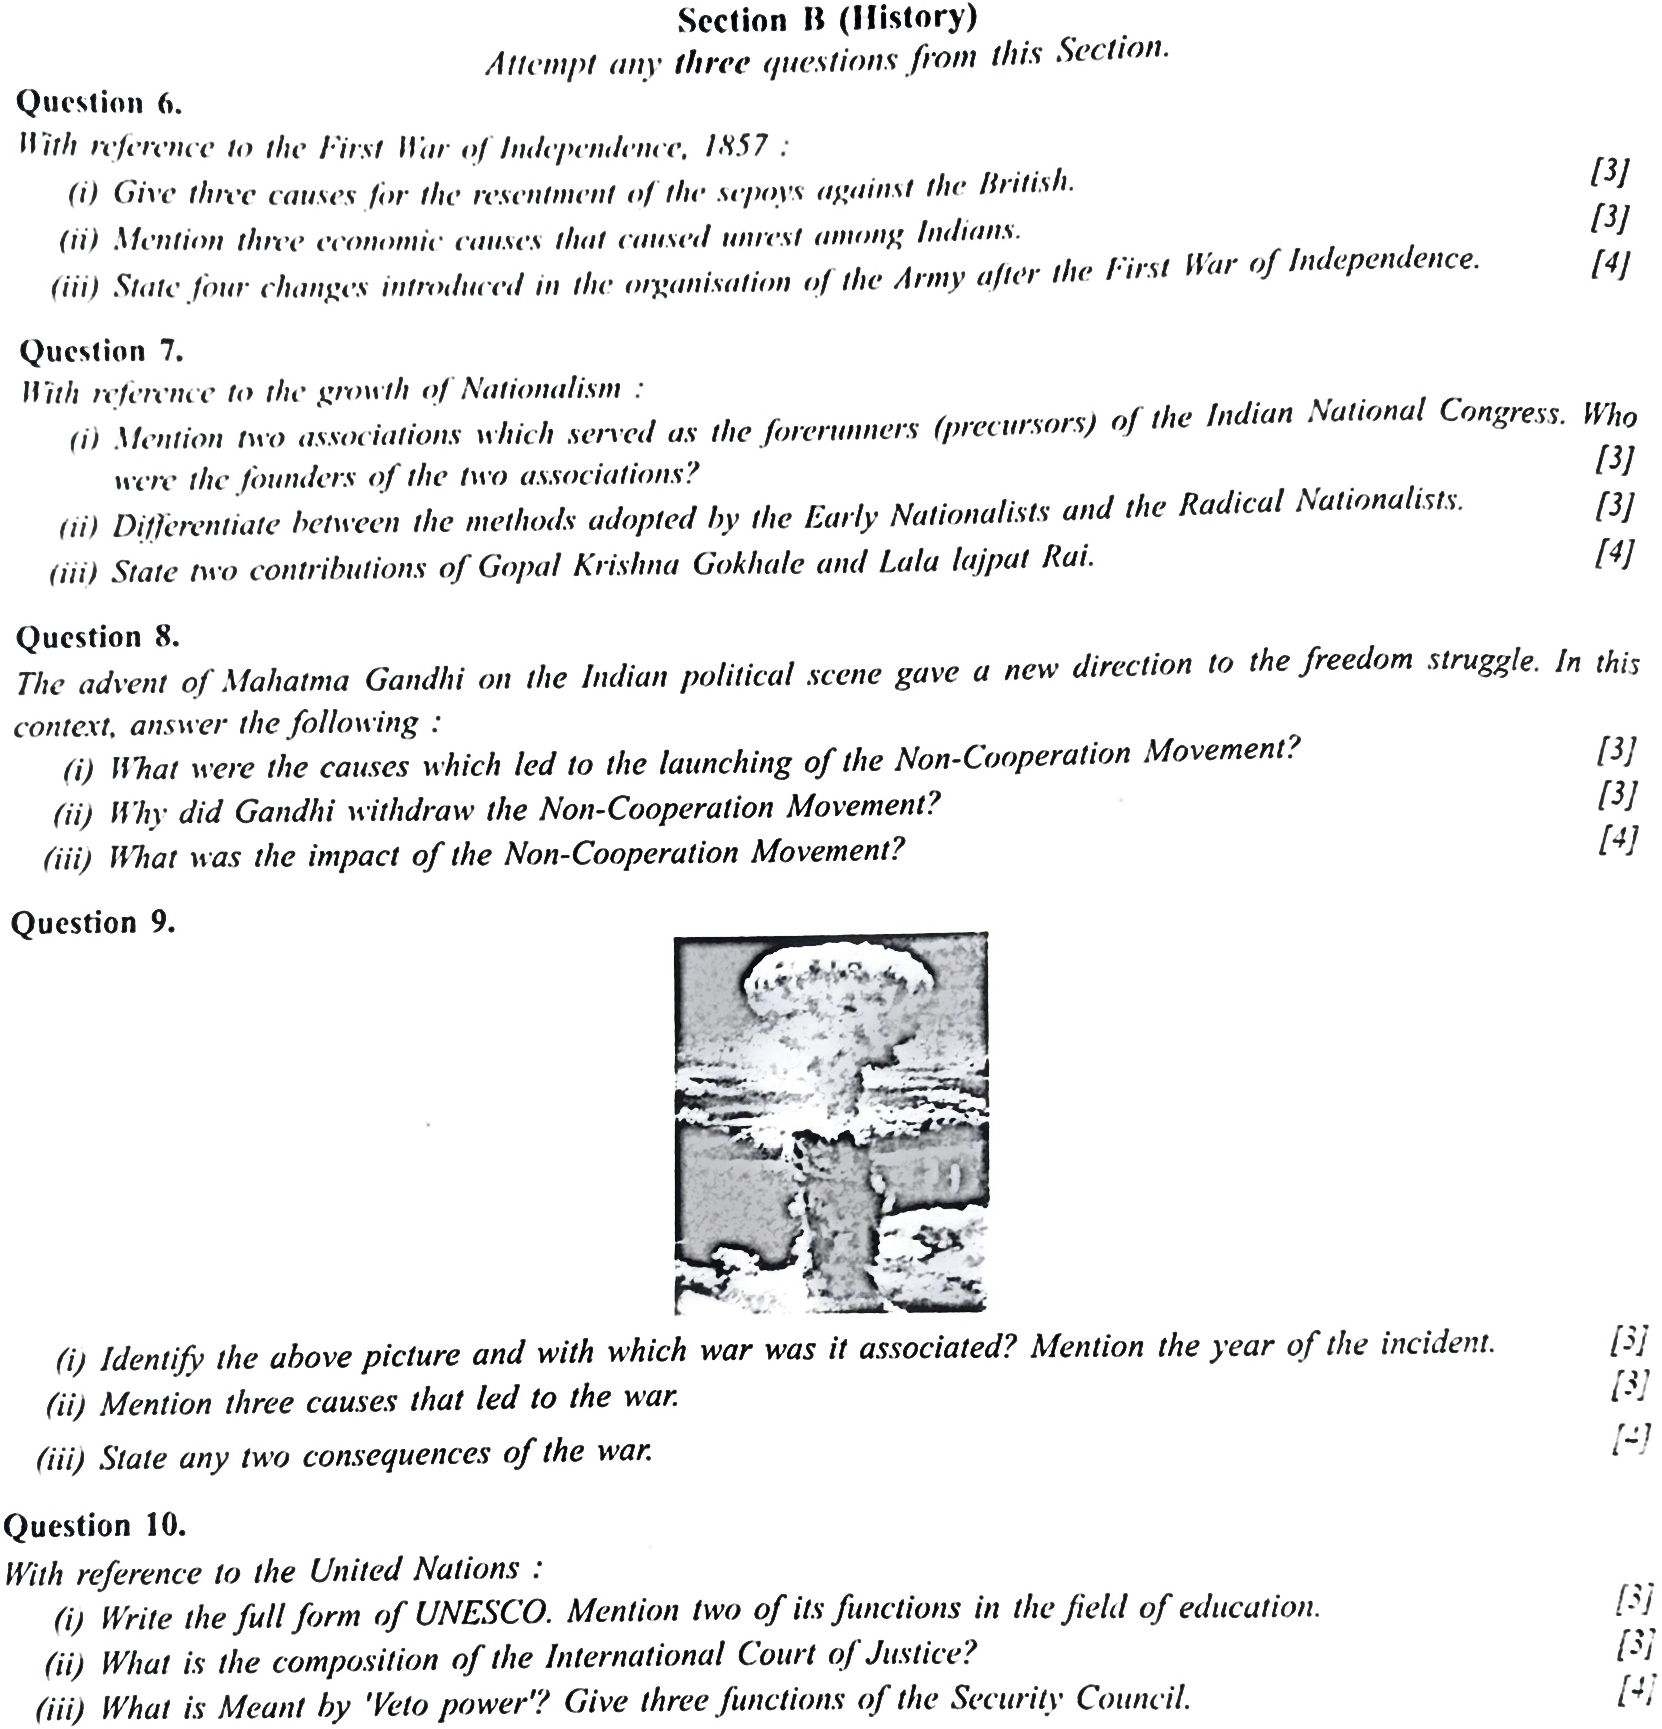 Section B (History)
Attempt any three questions from this Section.
Question 6.
With reference to the First War of Independence, 1857 :
(i) Give three causes for the resentment of the sepoys against the British. [3]
(ii) Mention three economic causes that caused unrest among Indians. [3]
(iii) State four changes introduced in the organisation of the Army after the First War of Independence. [4]
Question 7.
With reference to the growth of Nationalism :
(i) Mention two associations which served as the forerunners (precursors) of the Indian National Congress. Who
were the founders of the two associations? [3]
(ii) Differentiate between the methods adopted by the Early Nationalists and the Radical Nationalists. [3]
(iii) State two contributions of Gopal Krishna Gokhale and Lala lajpat Rai. [4]
Question 8.
The advent of Mahatma Gandhi on the Indian political scene gave a new direction to the freedom struggle. In this
context, answer the following :
(i) What were the causes which led to the launching of the Non-Cooperation Movement? [3]
(ii) Why did Gandhi withdraw the Non-Cooperation Movement? [3]
(iii) What was the impact of the Non-Cooperation Movement? [4]
Question 9.
(i) Identify the above picture and with which war was it associated? Mention the year of the incident. [3]
(ii) Mention three causes that led to the war. [3]
(iii) State any two consequences of the war. [4]
Question 10.
With reference to the United Nations :
(i) Write the full form of UNESCO. Mention two of its functions in the field of education. [3]
(ii) What is the composition of the International Court of Justice? [3]
(iii) What is Meant by 'Veto power'? Give three functions of the Security Council. [4]